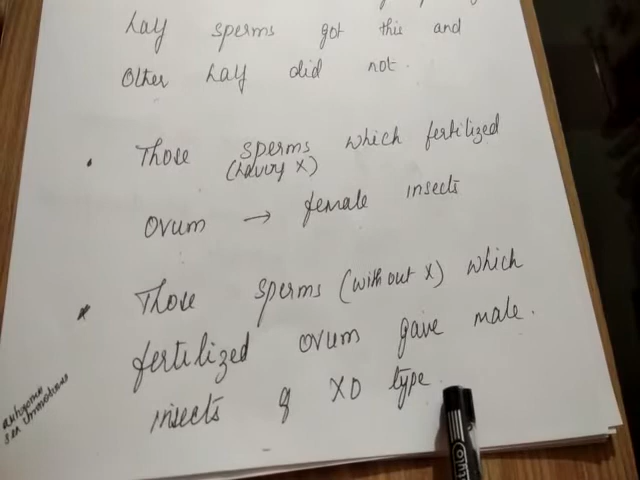 half sperms got this and
Other half did not.
• Those sperms which fertilized
(having X)
Ovum → female insects
* Those sperms (without X) which
fertilized ovum gave male.
insects of XO type.